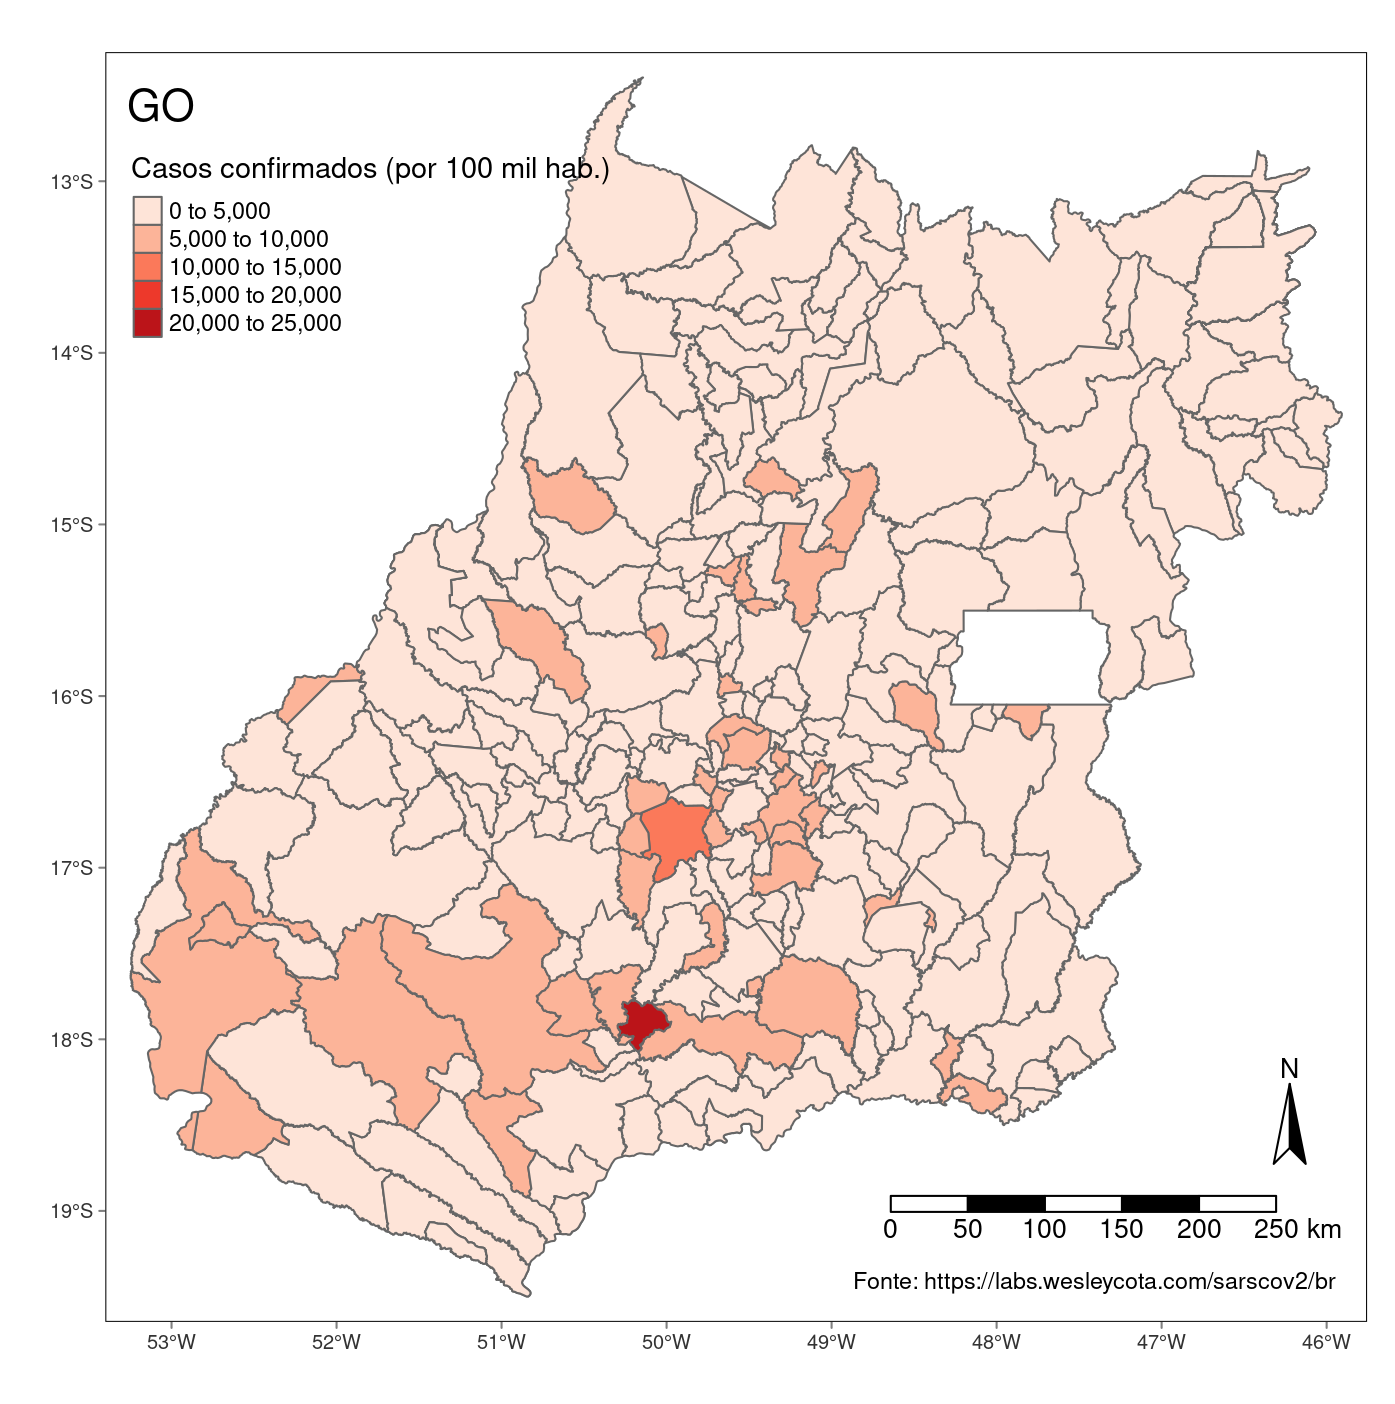 GO
Casos confirmados (por 100 mil hab.)
0 to 5,000
5,000 to 10,000
10,000 to 15,000
15,000 to 20,000
20,000 to 25,000
13°S
14°S
15°S
16°S
17°S
18°S
19°S
N
0 50 100 150 200 250 km
Fonte: https://labs.wesleycota.com/sarscov2/br
53°W 52°W 51°W 50°W 49°W 48°W 47°W 46°W